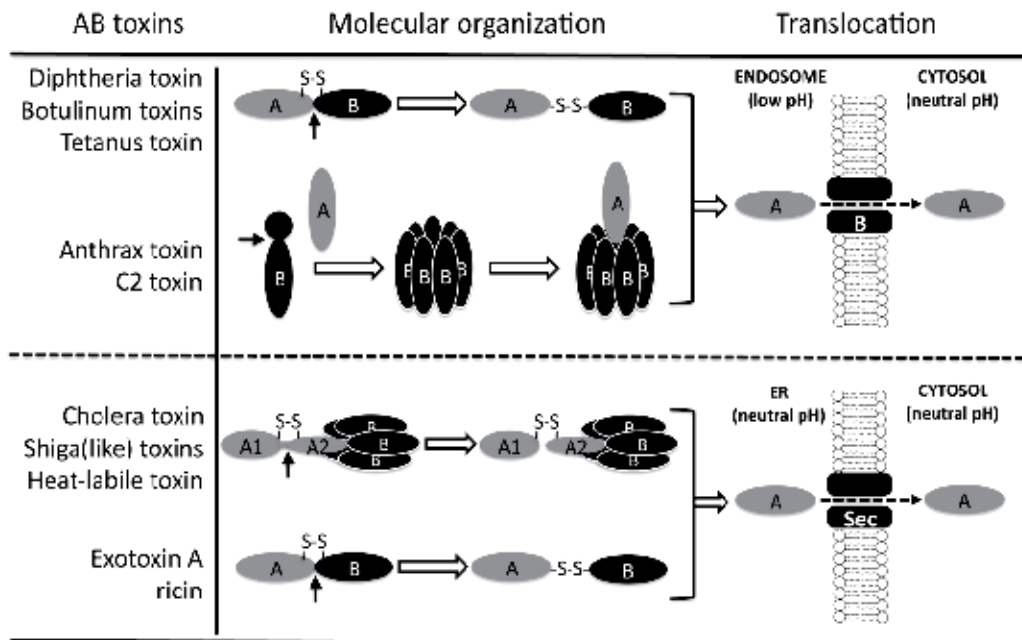 AB toxins Molecular organization Translocation
Diphtheria toxin
Botulinum toxins
Tetanus toxin
S-S
A B
A -S-S- B
ENDOSOME
(low pH)
CYTOSOL
(neutral pH)
A B A
Anthrax toxin
C2 toxin
A
B
B B B B
A
B B B B
Cholera toxin
Shiga(like) toxins
Heat-labile toxin
S-S
A1 A2 B B B
S-S
A1 A2 B B B
ER
(neutral pH)
CYTOSOL
(neutral pH)
A Sec A
Exotoxin A
ricin
S-S
A B
A -S-S- B